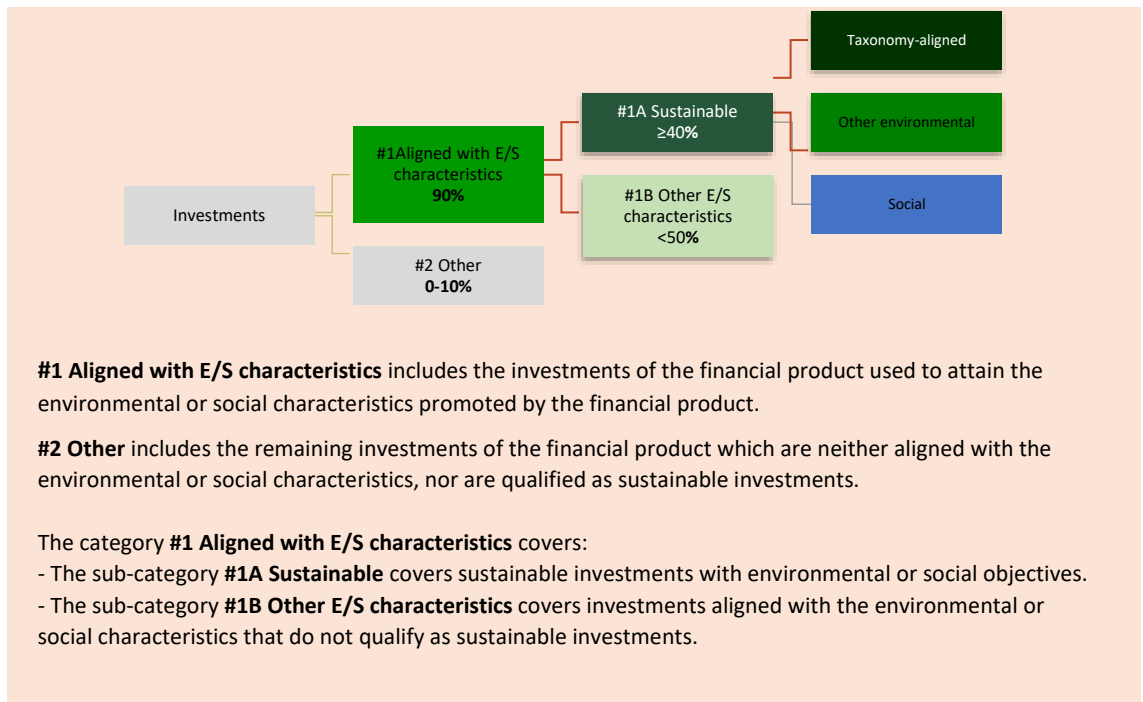 Investments
#1Aligned with E/S
characteristics
90%
#2 Other
0-10%
#1A Sustainable
≥40%
#1B Other E/S
characteristics
<50%
Taxonomy-aligned
Other environmental
Social
#1 Aligned with E/S characteristics includes the investments of the financial product used to attain the
environmental or social characteristics promoted by the financial product.
#2 Other includes the remaining investments of the financial product which are neither aligned with the
environmental or social characteristics, nor are qualified as sustainable investments.
The category #1 Aligned with E/S characteristics covers:
- The sub-category #1A Sustainable covers sustainable investments with environmental or social objectives.
- The sub-category #1B Other E/S characteristics covers investments aligned with the environmental or
social characteristics that do not qualify as sustainable investments.